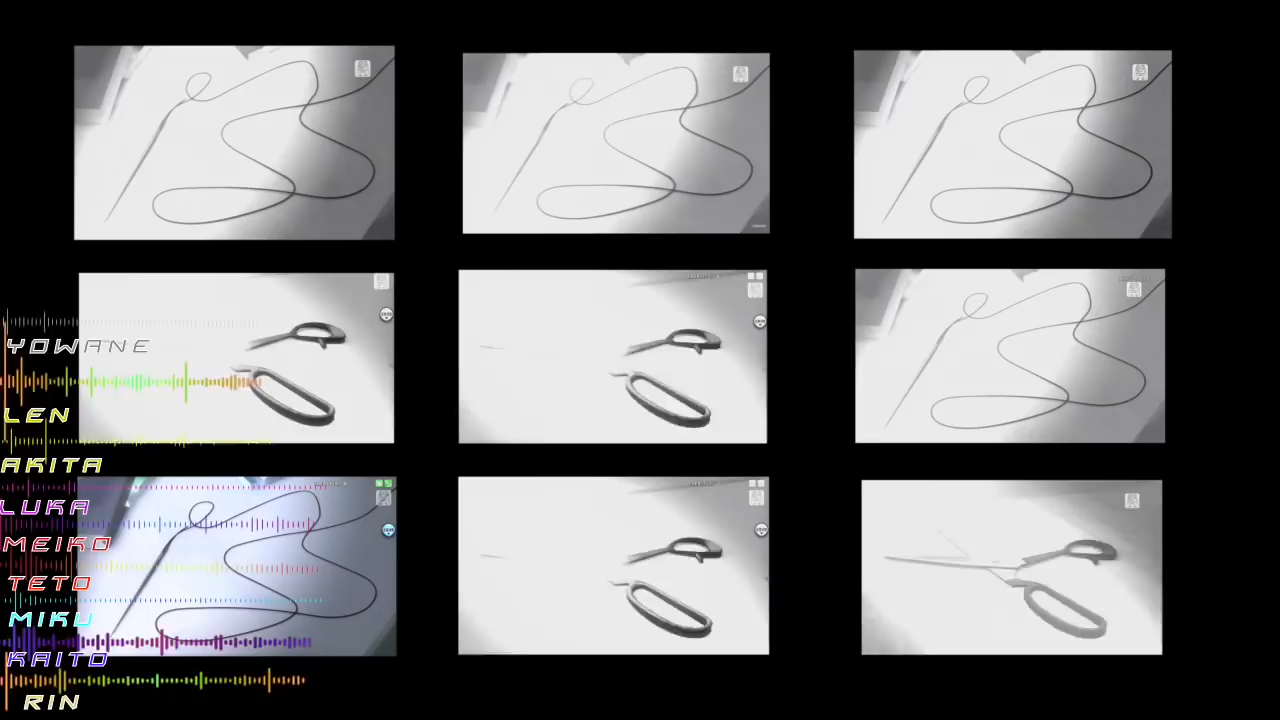 YOWANE
LEN
AKITA
LUKA
MEIKO
TETO
MIKU
KAITO
RIN